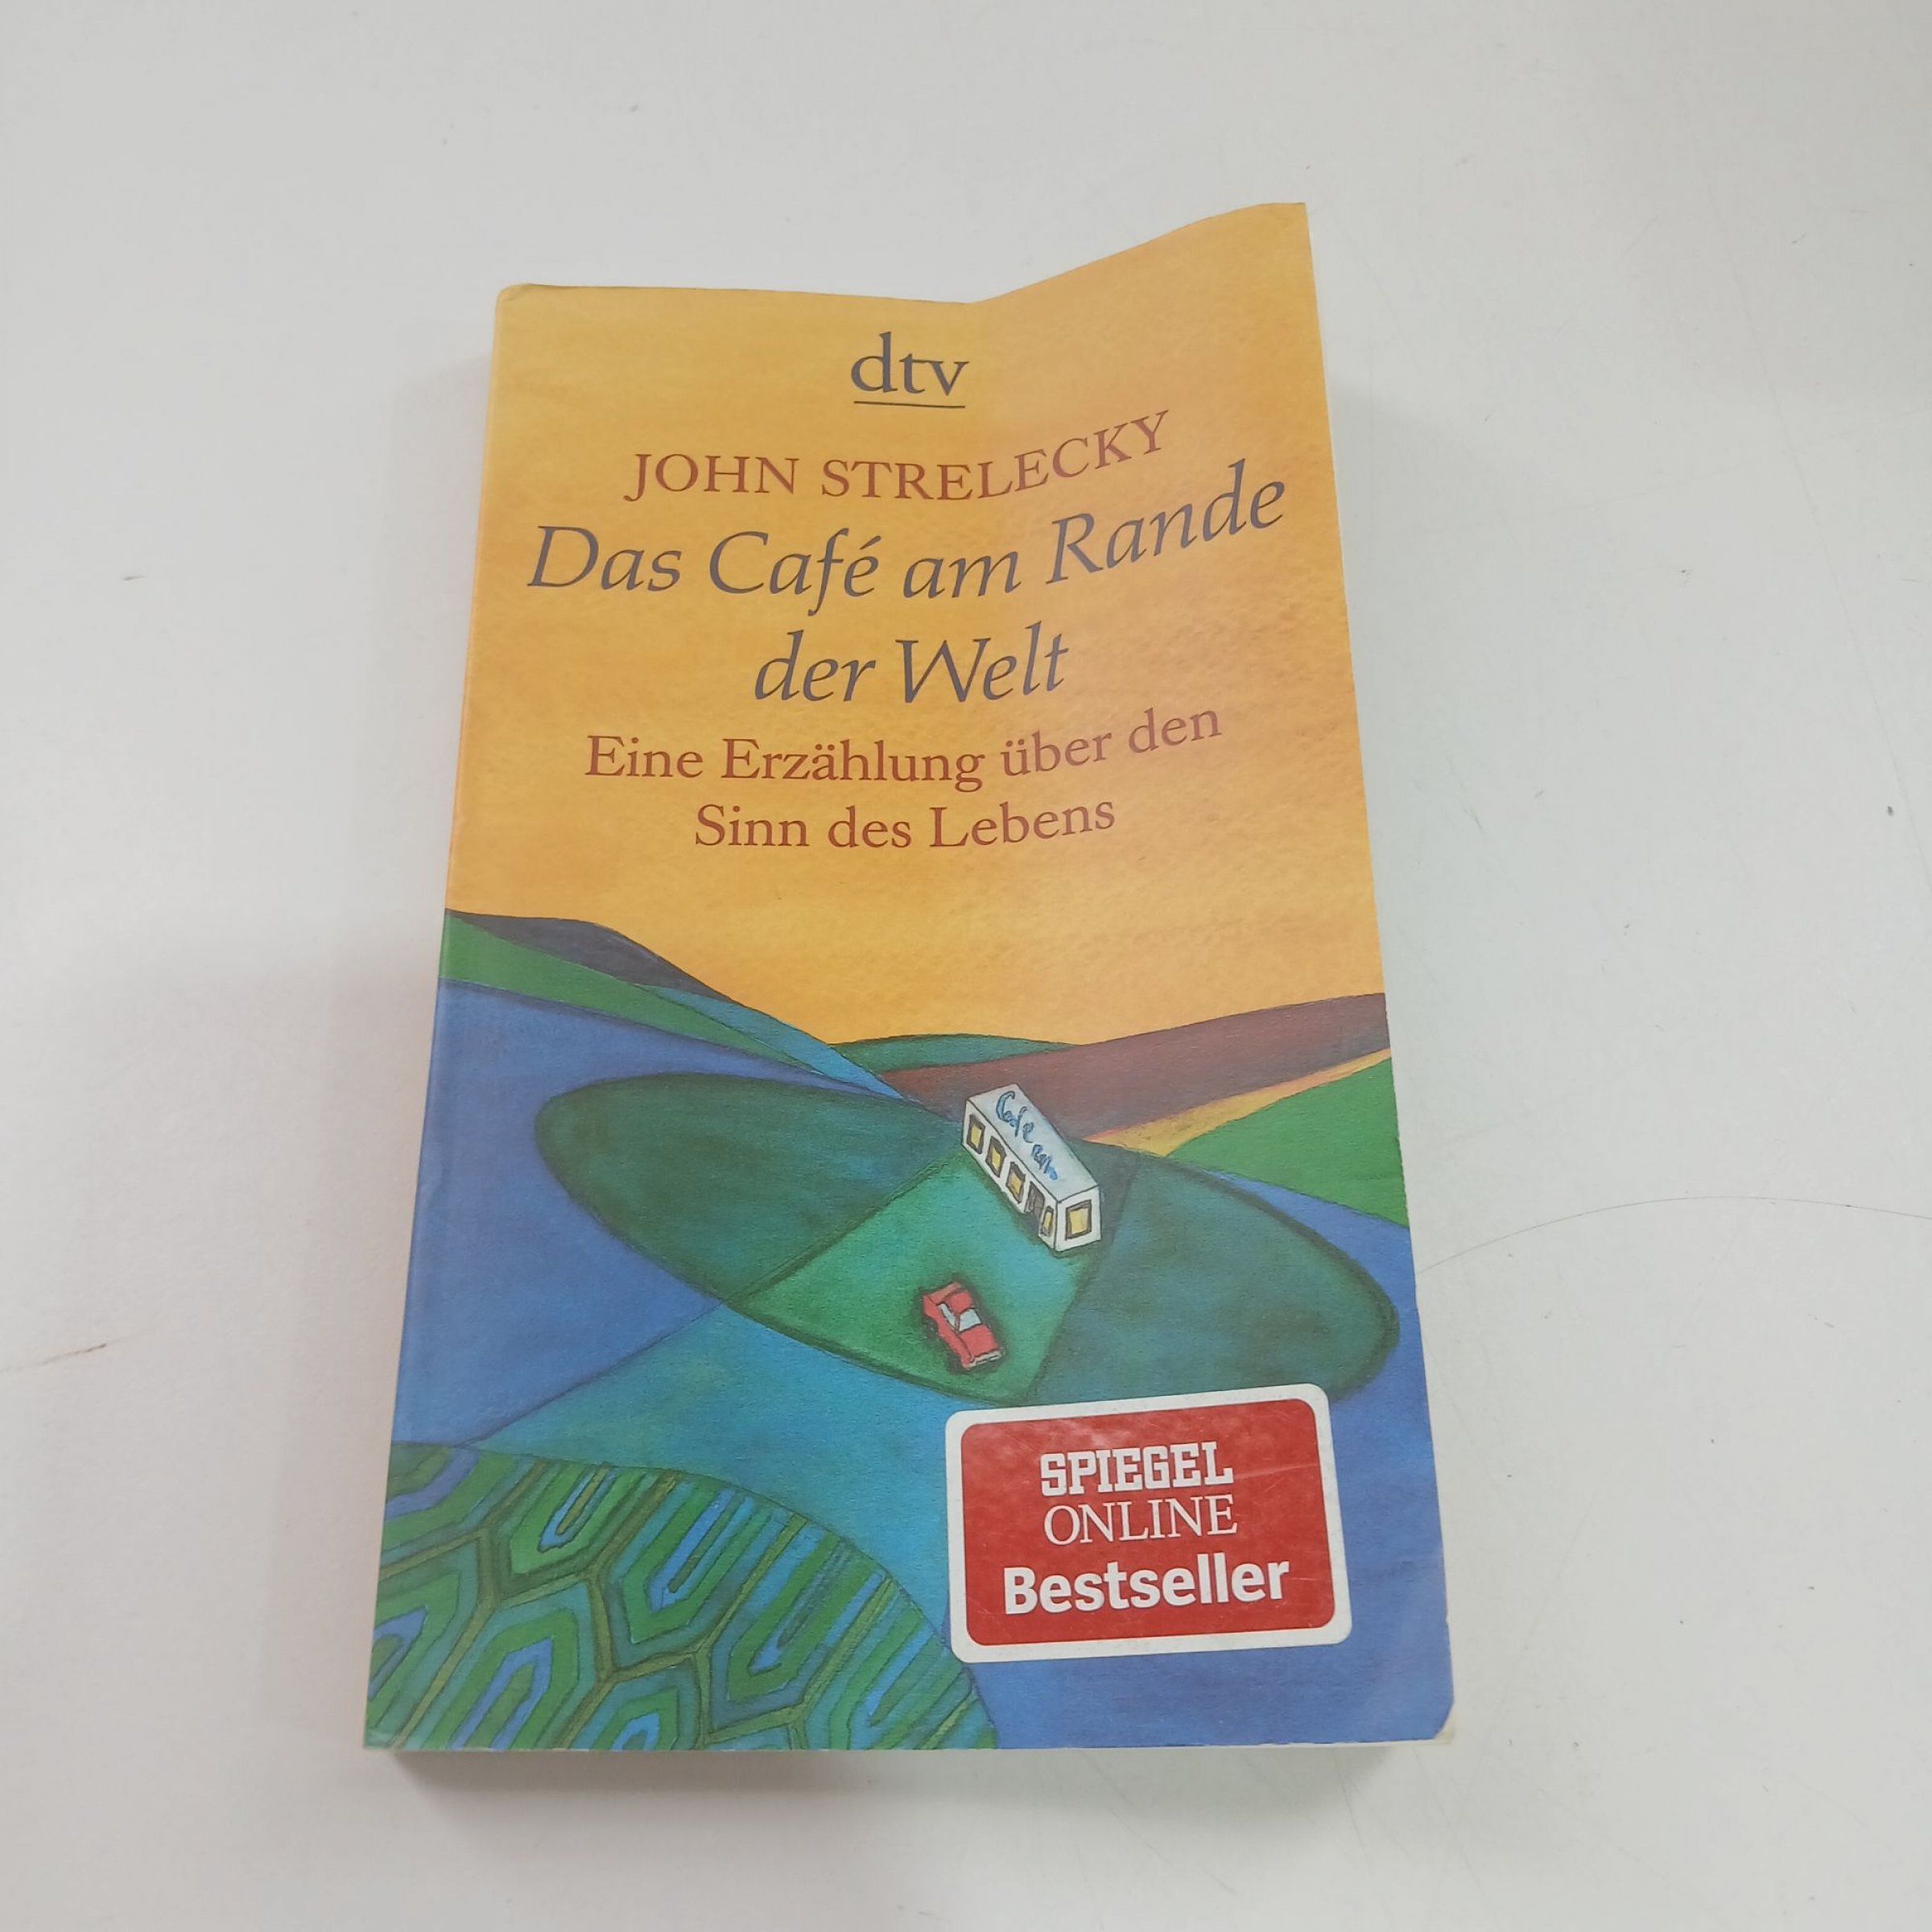 dtv
JOHN STRELECKY
Das Café am Rande
der Welt
Eine Erzählung über den
Sinn des Lebens
SPIEGEL
ONLINE
Bestseller